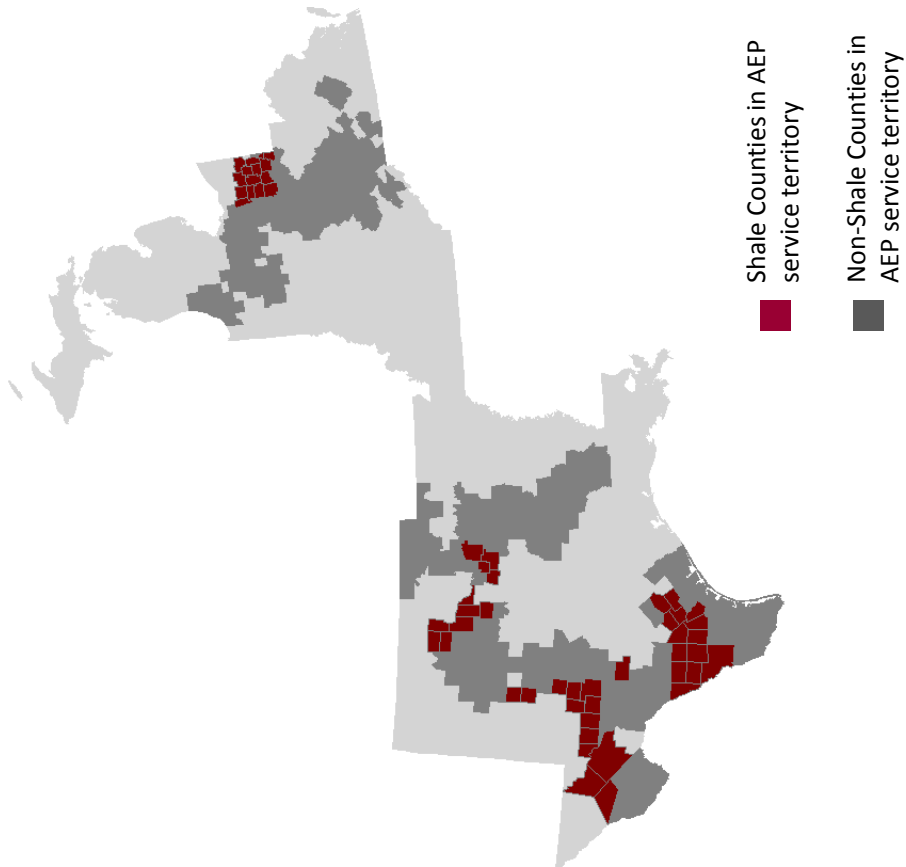 Shale Counties in AEP
service territory
Non-Shale Counties in
AEP service territory